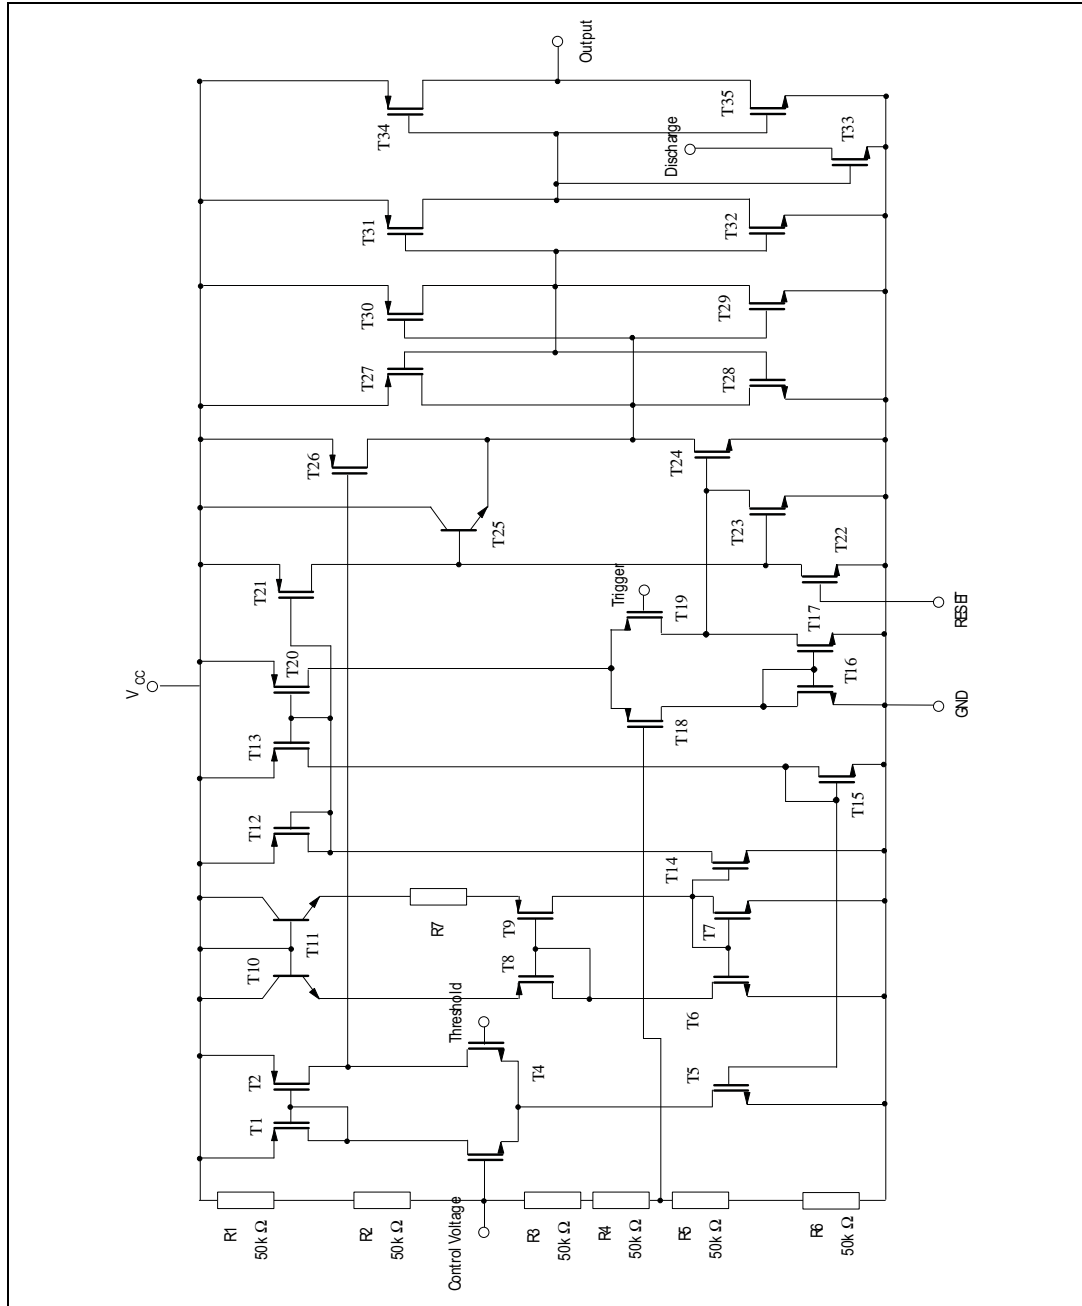 VCC
R1
50k Ω
T1
T2
T10
T11
T12
T13
T20
T21
T26
T27
T30
T31
T34
Output
R2
50k Ω
R7
T25
Control Voltage
Threshold
T8
T9
T4
Trigger
T18
T19
Discharge
R3
50k Ω
R4
50k Ω
R5
50k Ω
T5
T6
T7
T14
T24
T23
T28
T29
T32
T35
R6
50k Ω
T15
T16
T17
T22
T33
GND
RESET